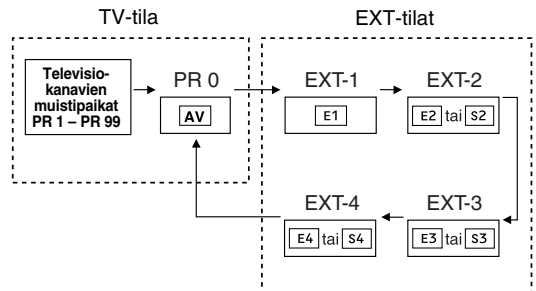 TV-tila
EXT-tilat
Televisio-
kanavien
muistipaikat
PR 1 – PR 99
PR 0
AV
EXT-1
E1
EXT-2
E2 tai S2
EXT-4
E4 tai S4
EXT-3
E3 tai S3